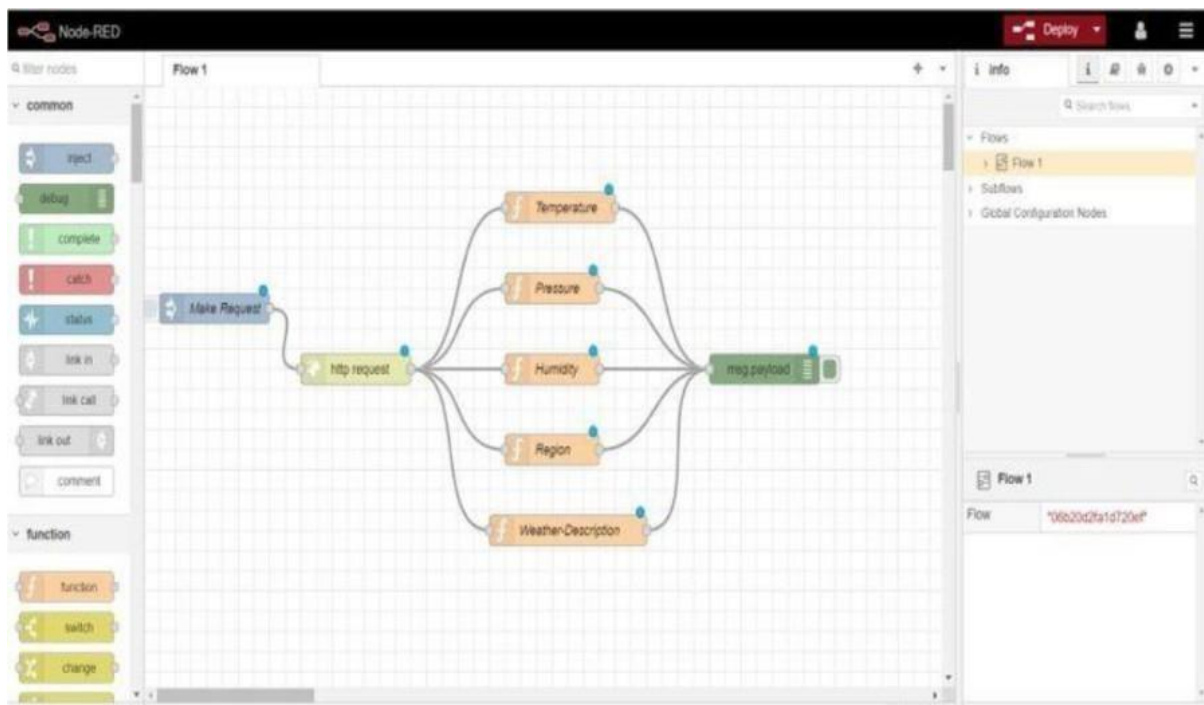 Node-RED
Deploy
filter nodes
Flow 1
info
i
Search flows
common
inject
debug
complete
catch
status
link in
link call
link out
comment
function
function
switch
change
Make Request
http request
Temperature
Pressure
Humidity
Region
Weather-Description
msg.payload
Flows
Flow 1
Subflows
Global Configuration Nodes
Flow 1
Flow